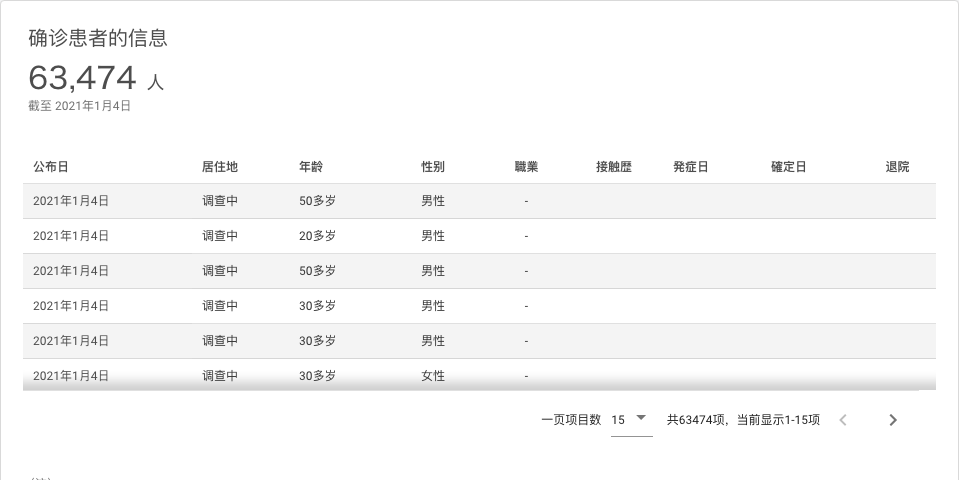 确诊患者的信息
63,474 人
截至 2021年1月4日
公布日 居住地 年龄 性别 職業 接触歴 発症日 確定日 退院
2021年1月4日 调查中 50多岁 男性 -
2021年1月4日 调查中 20多岁 男性 -
2021年1月4日 调查中 50多岁 男性 -
2021年1月4日 调查中 30多岁 男性 -
2021年1月4日 调查中 30多岁 男性 -
2021年1月4日 调查中 30多岁 女性 -
一页项目数 15 共63474项，当前显示1-15项